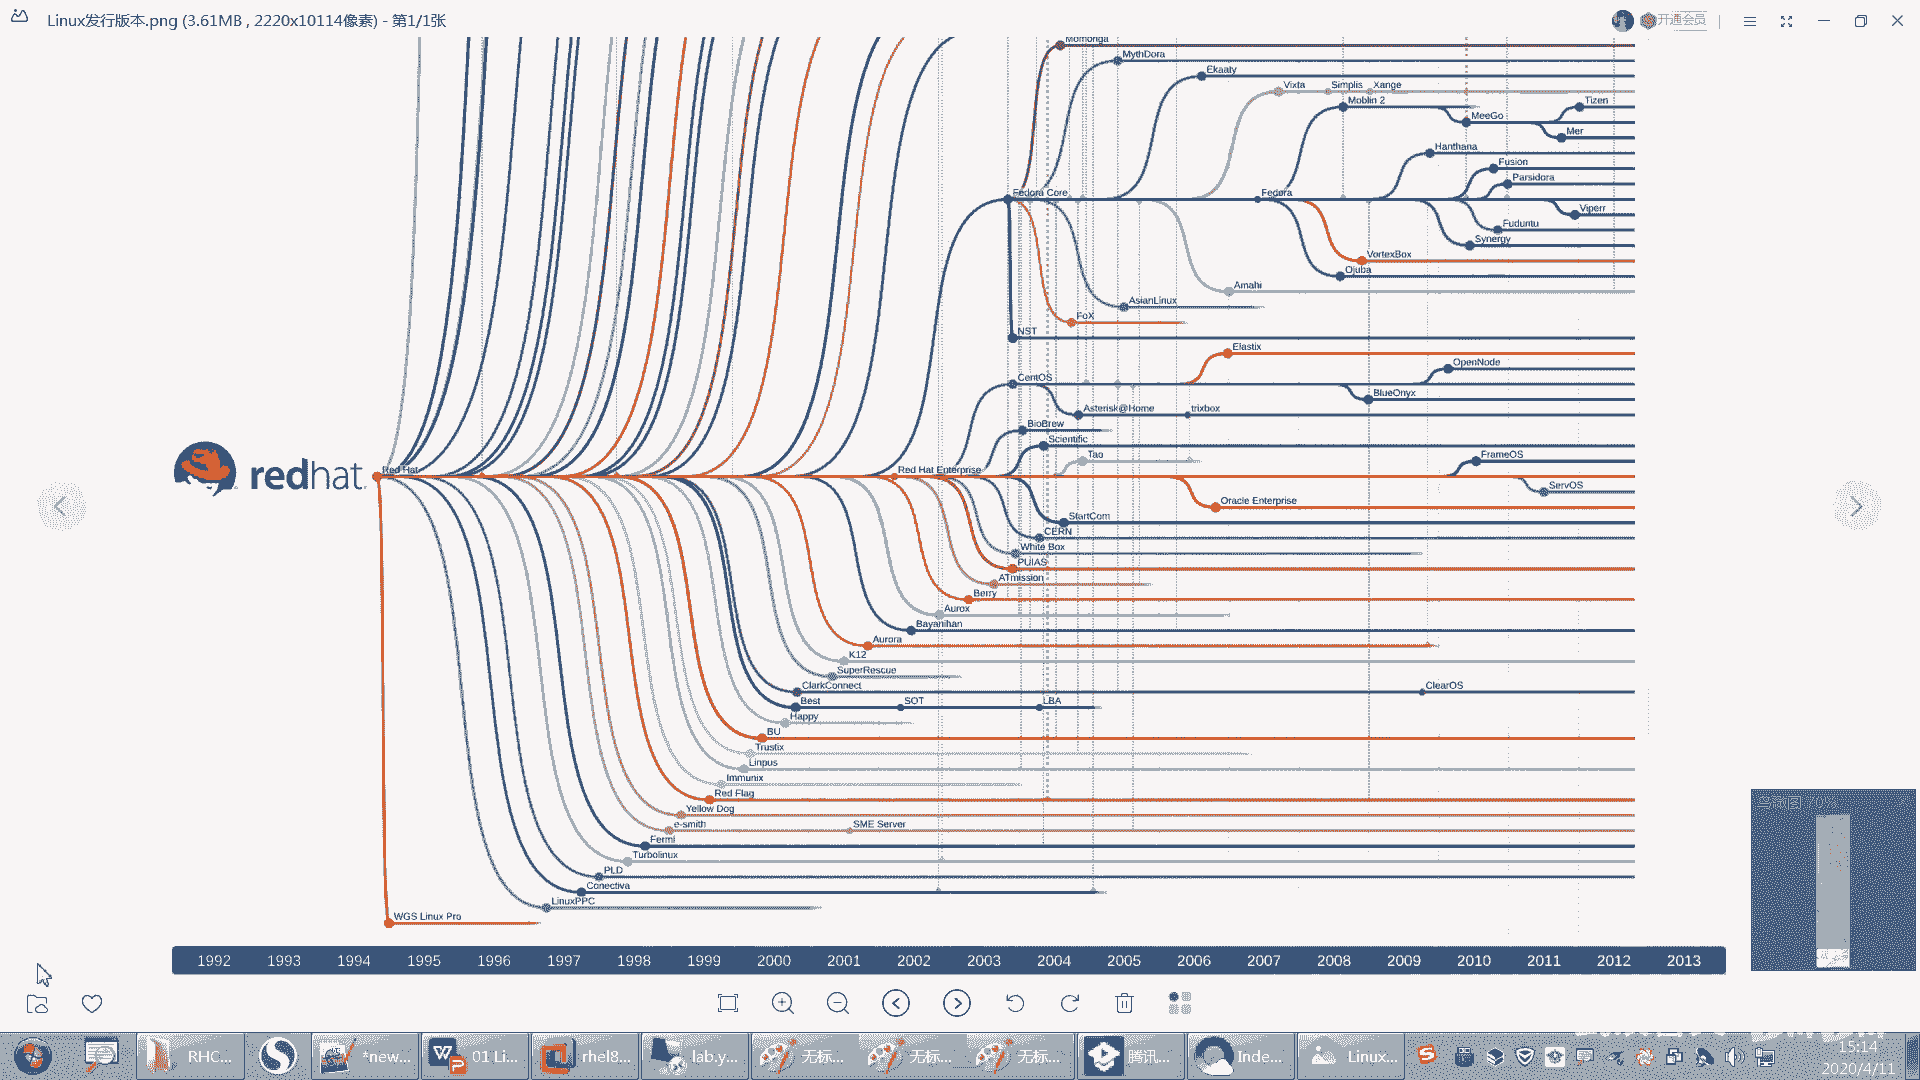 Linux发行版本.png (3.61MB , 2220x10114像素) - 第1/1张
开通会员
Momonga
MythDora
Ekaaty
Vixta
Simplis
Xange
Moblin 2
Tizen
MeeGo
Mer
Hanthana
Fusion
Parsidora
Fedora Core
Fedora
Viperr
Fuduntu
Synergy
VortexBox
Ojuba
Amahi
AsianLinux
FoX
NST
Elastix
OpenNode
CentOS
BlueOnyx
Asterisk@Home
trixbox
BioBrew
Scientific
Tao
FrameOS
redhat.
Red Hat
Red Hat Enterprise
ServOS
Oracle Enterprise
StartCom
CERN
White Box
PUIAS
ATmission
Berry
Aurox
Bayanihan
Aurora
K12
SuperRescue
ClarkConnect
ClearOS
Best
SOT
LBA
Happy
BU
Trustix
Linpus
Immunix
Red Flag
Yellow Dog
e-smith
SME Server
Fermi
Turbolinux
PLD
Conectiva
LinuxPPC
WGS Linux Pro
1992 1993 1994 1995 1996 1997 1998 1999 2000 2001 2002 2003 2004 2005 2006 2007 2008 2009 2010 2011 2012 2013
RHC... *new... 01 Li... rhel8... lab.y... 无标... 无标... 无标... 腾讯... Inde... Linux...
15:14
2020/4/11